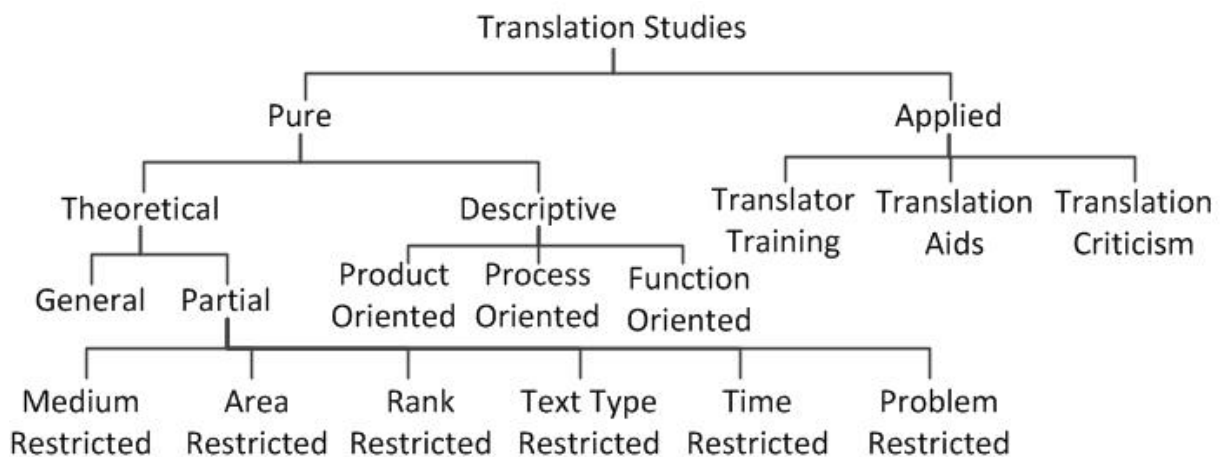 Translation Studies
Pure
Applied
Theoretical
Descriptive
Translator
Training
Translation
Aids
Translation
Criticism
General
Partial
Product
Oriented
Process
Oriented
Function
Oriented
Medium
Restricted
Area
Restricted
Rank
Restricted
Text Type
Restricted
Time
Restricted
Problem
Restricted